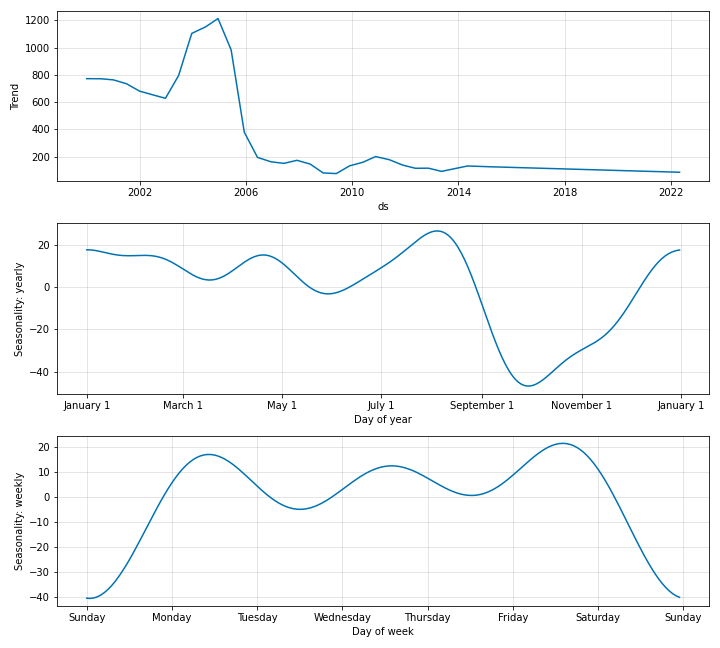 1200
1000
800
600
400
200
Trend
2002
2006
2010
2014
2018
2022
ds
20
0
−20
−40
Seasonality: yearly
January 1
March 1
May 1
July 1
September 1
November 1
January 1
Day of year
20
10
0
−10
−20
−30
−40
Seasonality: weekly
Sunday
Monday
Tuesday
Wednesday
Thursday
Friday
Saturday
Sunday
Day of week